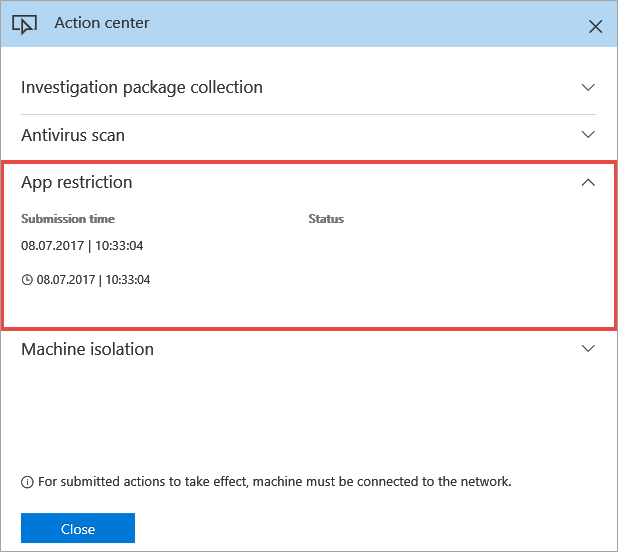 Action center
Investigation package collection
Antivirus scan
App restriction
Submission time Status
08.07.2017 | 10:33:04
08.07.2017 | 10:33:04
Machine isolation
For submitted actions to take effect, machine must be connected to the network.
Close